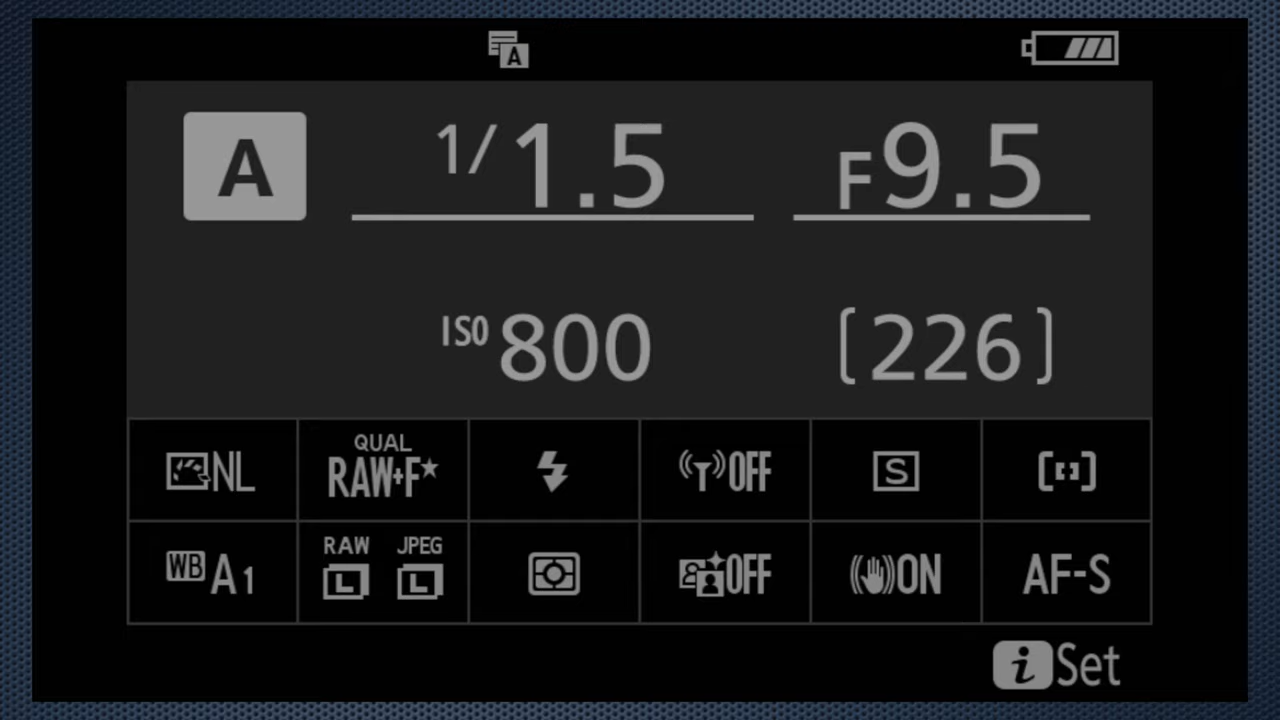 A
A 1/1.5 F9.5
ISO 800 [226]
NL QUAL RAW+F★ OFF S
WB A1 RAW L JPEG L OFF ON AF-S
i Set